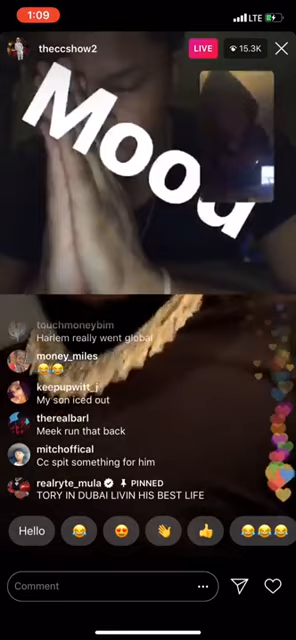 1:09
LTE
theccshow2
LIVE
15.3K
Mood
touchmoneybim
Harlem really went global
money_miles
😂😂
keepupwitt_j
My son iced out
therealbarl
Meek run that back
mitchoffical
Cc spit something for him
realryte_mula PINNED
TORY IN DUBAI LIVIN HIS BEST LIFE
Hello 😂 😍 👋 👍 😂😂😂
Comment ...